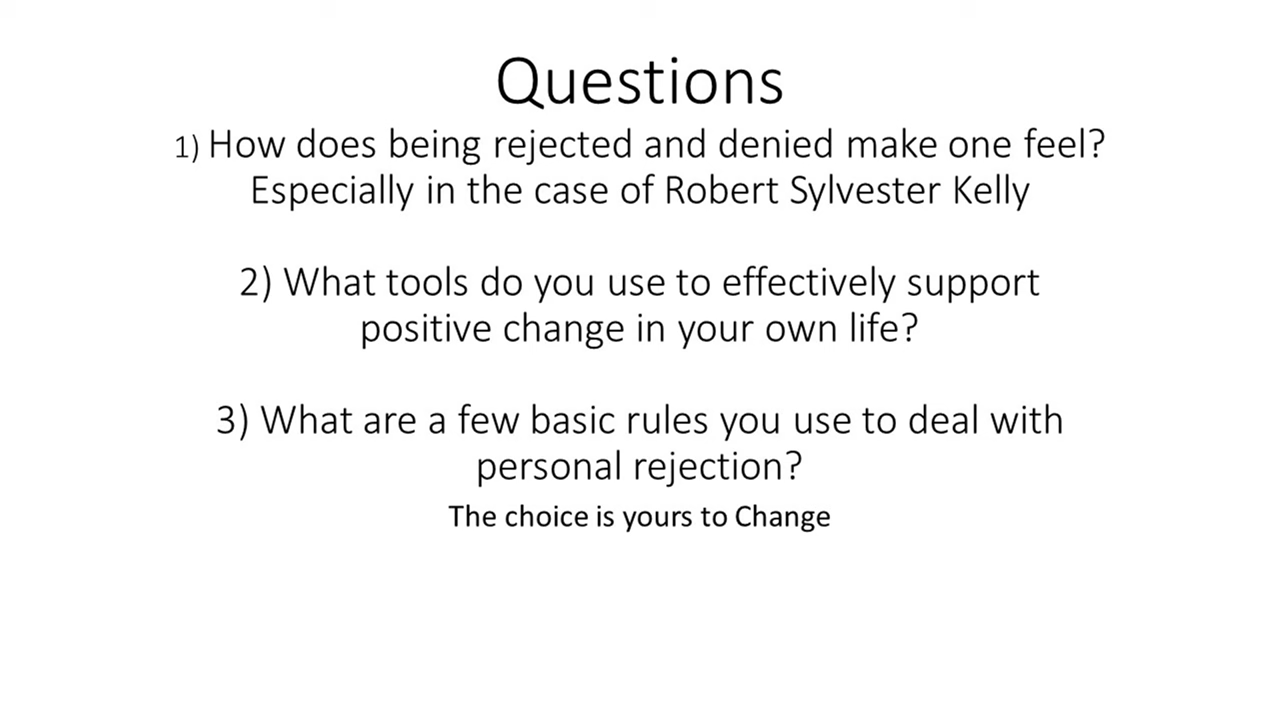 Questions
1) How does being rejected and denied make one feel?
Especially in the case of Robert Sylvester Kelly
2) What tools do you use to effectively support
positive change in your own life?
3) What are a few basic rules you use to deal with
personal rejection?
The choice is yours to Change